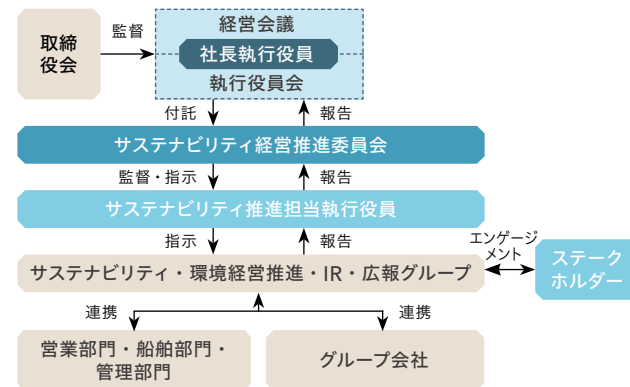 取締
役会
監督
経営会議
社長執行役員
執行役員会
付託
報告
サステナビリティ経営推進委員会
監督・指示
報告
サステナビリティ推進担当執行役員
指示
報告
エンゲージ
メント
サステナビリティ・環境経営推進・IR・広報グループ
ステーク
ホルダー
連携
連携
営業部門・船舶部門・
管理部門
グループ会社